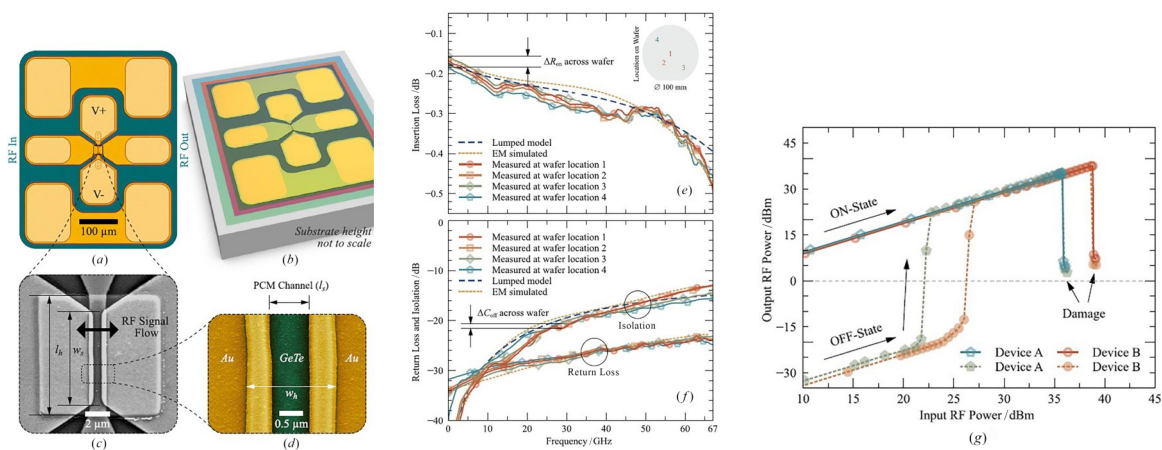 V+
RF In
RF Out
V-
100 µm
(a)
Substrate height
not to scale
(b)
RF Signal
Flow
l_h
w_s
2 µm
(c)
PCM Channel (l_s)
Au
GeTe
Au
w_h
0.5 µm
(d)
Insertion Loss /dB
−0.1
−0.2
−0.3
−0.4
−0.5
ΔR_on across wafer
Location on Wafer
4
1
2
3
Ø 100 mm
Lumped model
EM simulated
Measured at wafer location 1
Measured at wafer location 2
Measured at wafer location 3
Measured at wafer location 4
(e)
Return Loss and Isolation /dB
−10
−20
−30
−40
Measured at wafer location 1
Measured at wafer location 2
Measured at wafer location 3
Measured at wafer location 4
Lumped model
EM simulated
ΔC_off across wafer
Isolation
Return Loss
(f)
0 10 20 30 40 50 60 67
Frequency/GHz
Output RF Power /dBm
60
45
30
15
0
−15
−30
ON-State
OFF-State
Damage
Device A
Device B
Device A
Device B
10 15 20 25 30 35 40 45
Input RF Power /dBm
(g)